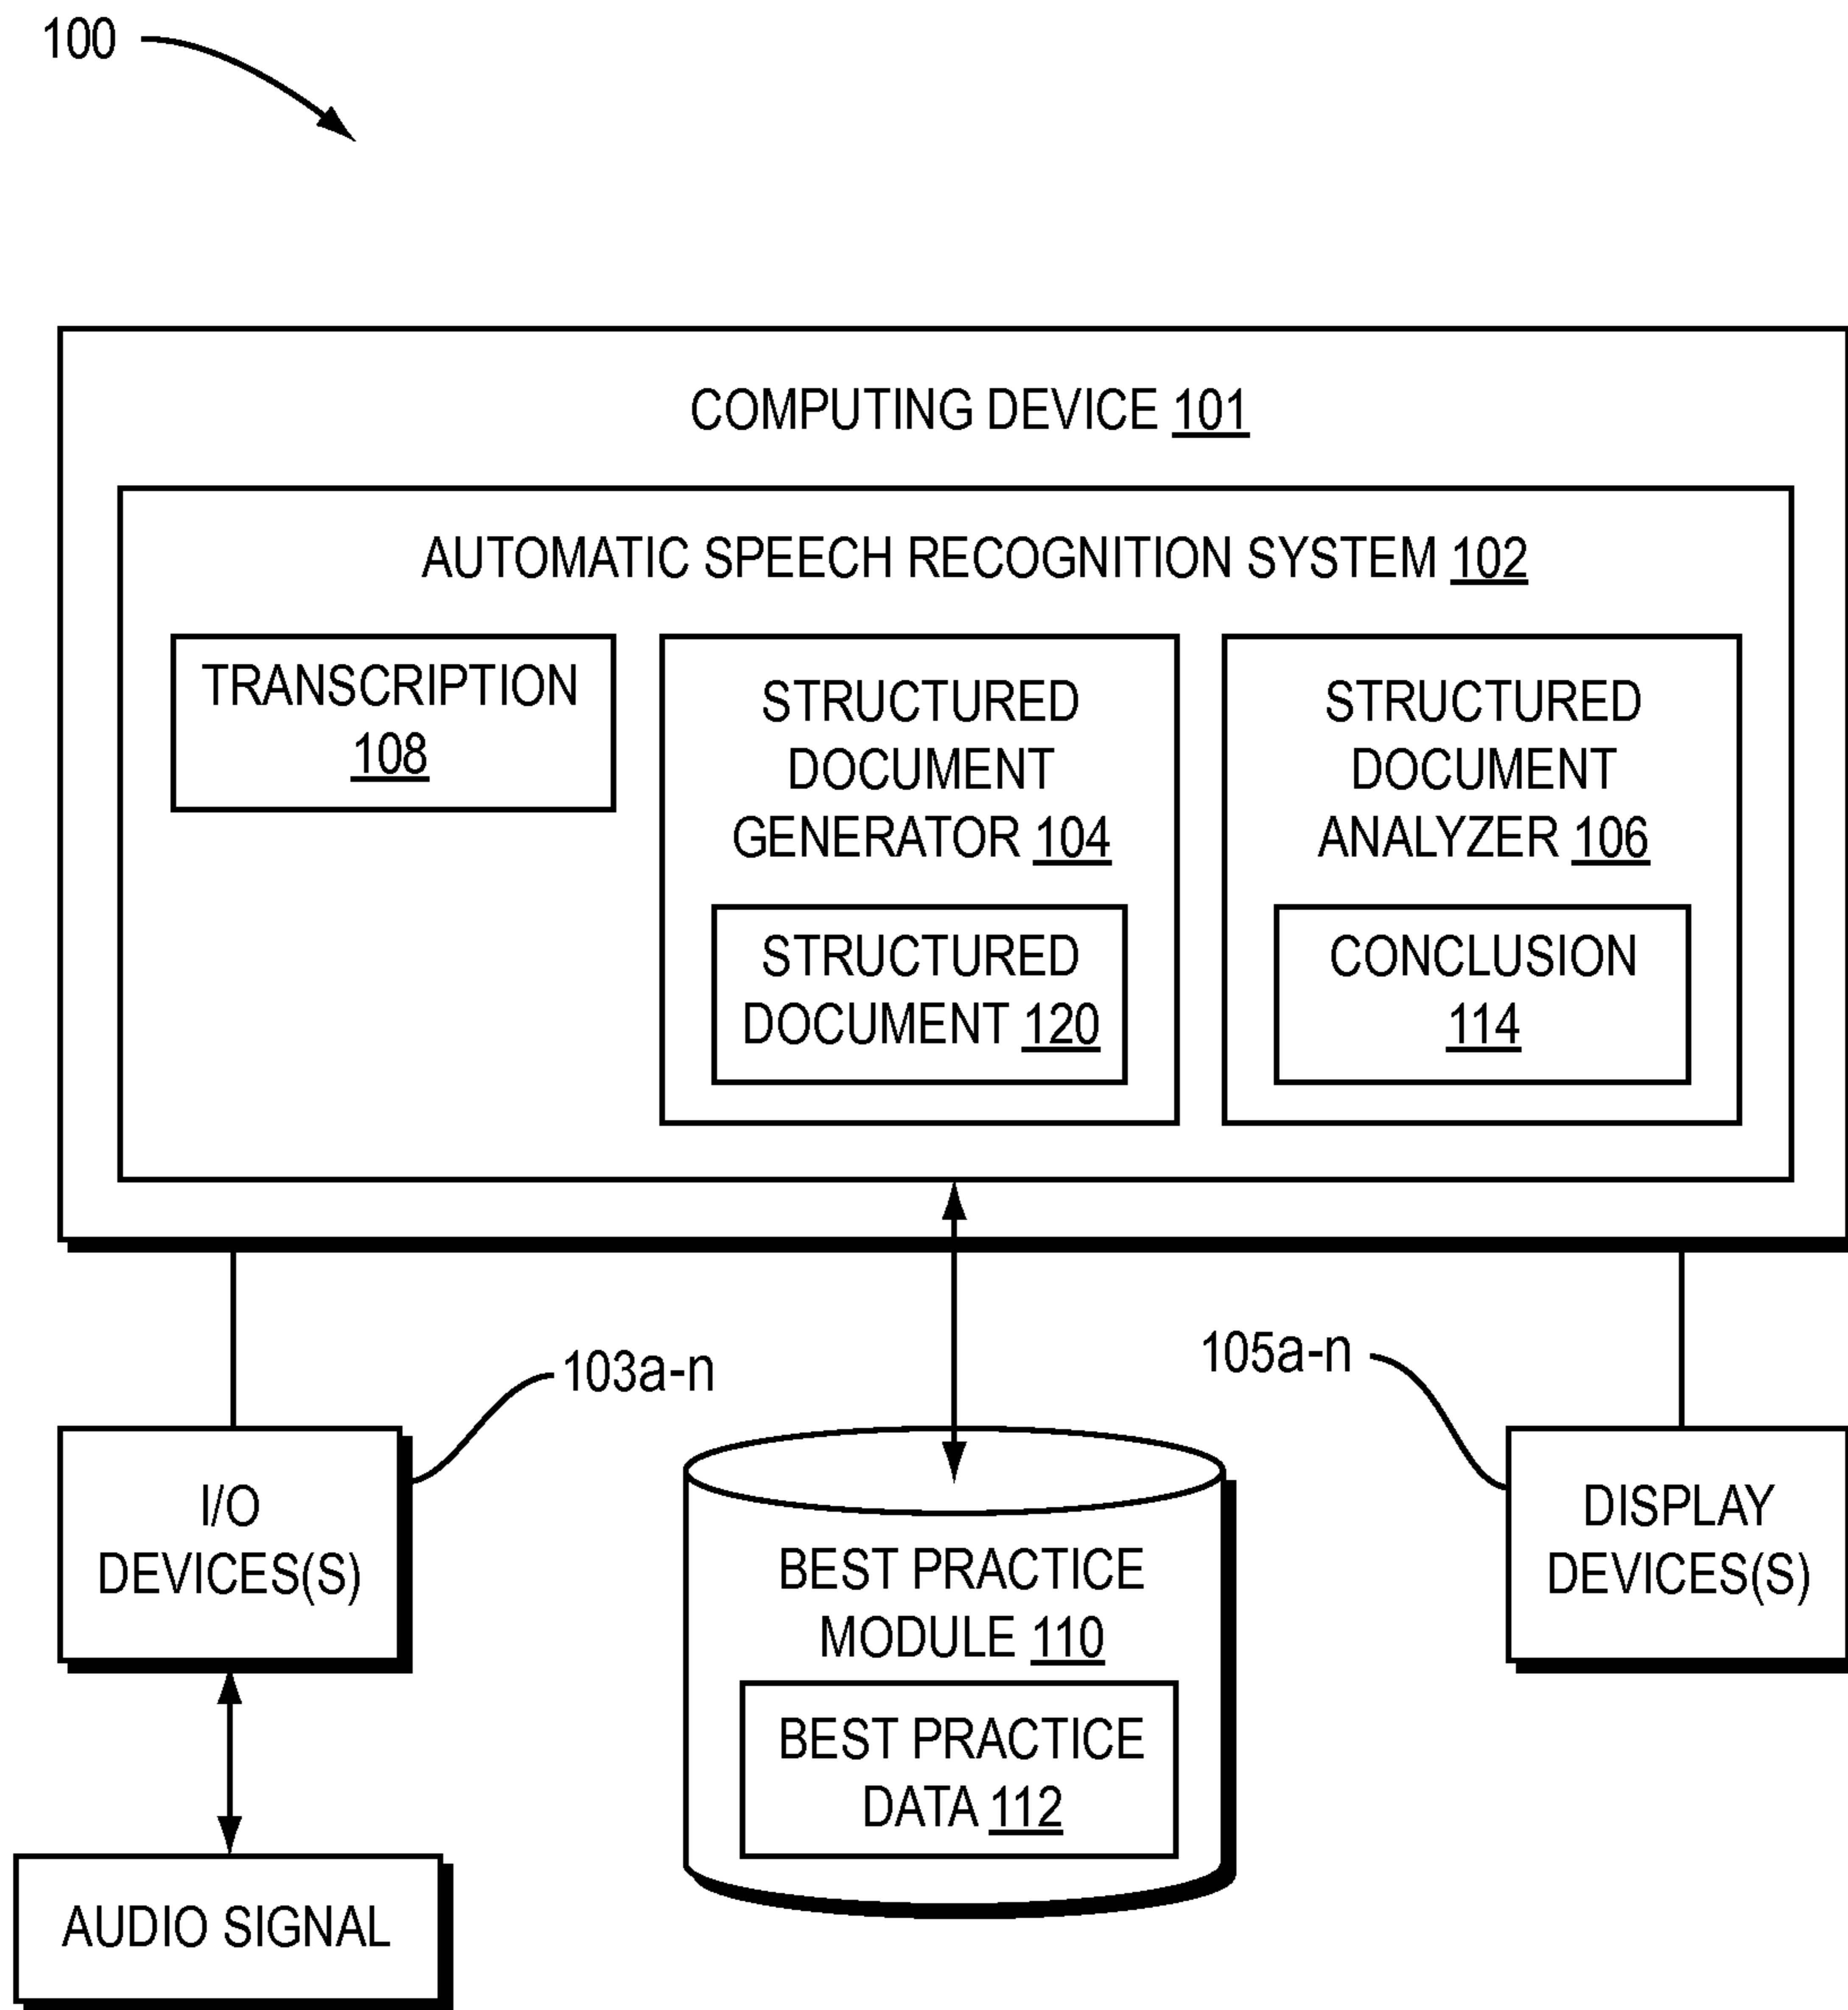 100
COMPUTING DEVICE 101
AUTOMATIC SPEECH RECOGNITION SYSTEM 102
TRANSCRIPTION
108
STRUCTURED
DOCUMENT
GENERATOR 104
STRUCTURED
DOCUMENT 120
STRUCTURED
DOCUMENT
ANALYZER 106
CONCLUSION
114
103a-n
105a-n
I/O
DEVICES(S)
BEST PRACTICE
MODULE 110
BEST PRACTICE
DATA 112
DISPLAY
DEVICES(S)
AUDIO SIGNAL